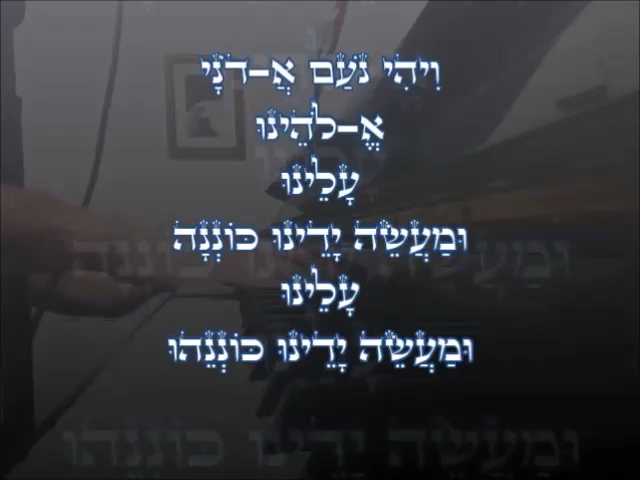 וִיהִי נֹעַם אֲ-דֹנָי
אֱ-לֹהֵינוּ
עָלֵינוּ
וּמַעֲשֵׂה יָדֵינוּ כּוֹנְנָה
עָלֵינוּ
וּמַעֲשֵׂה יָדֵינוּ כּוֹנְנֵהוּ